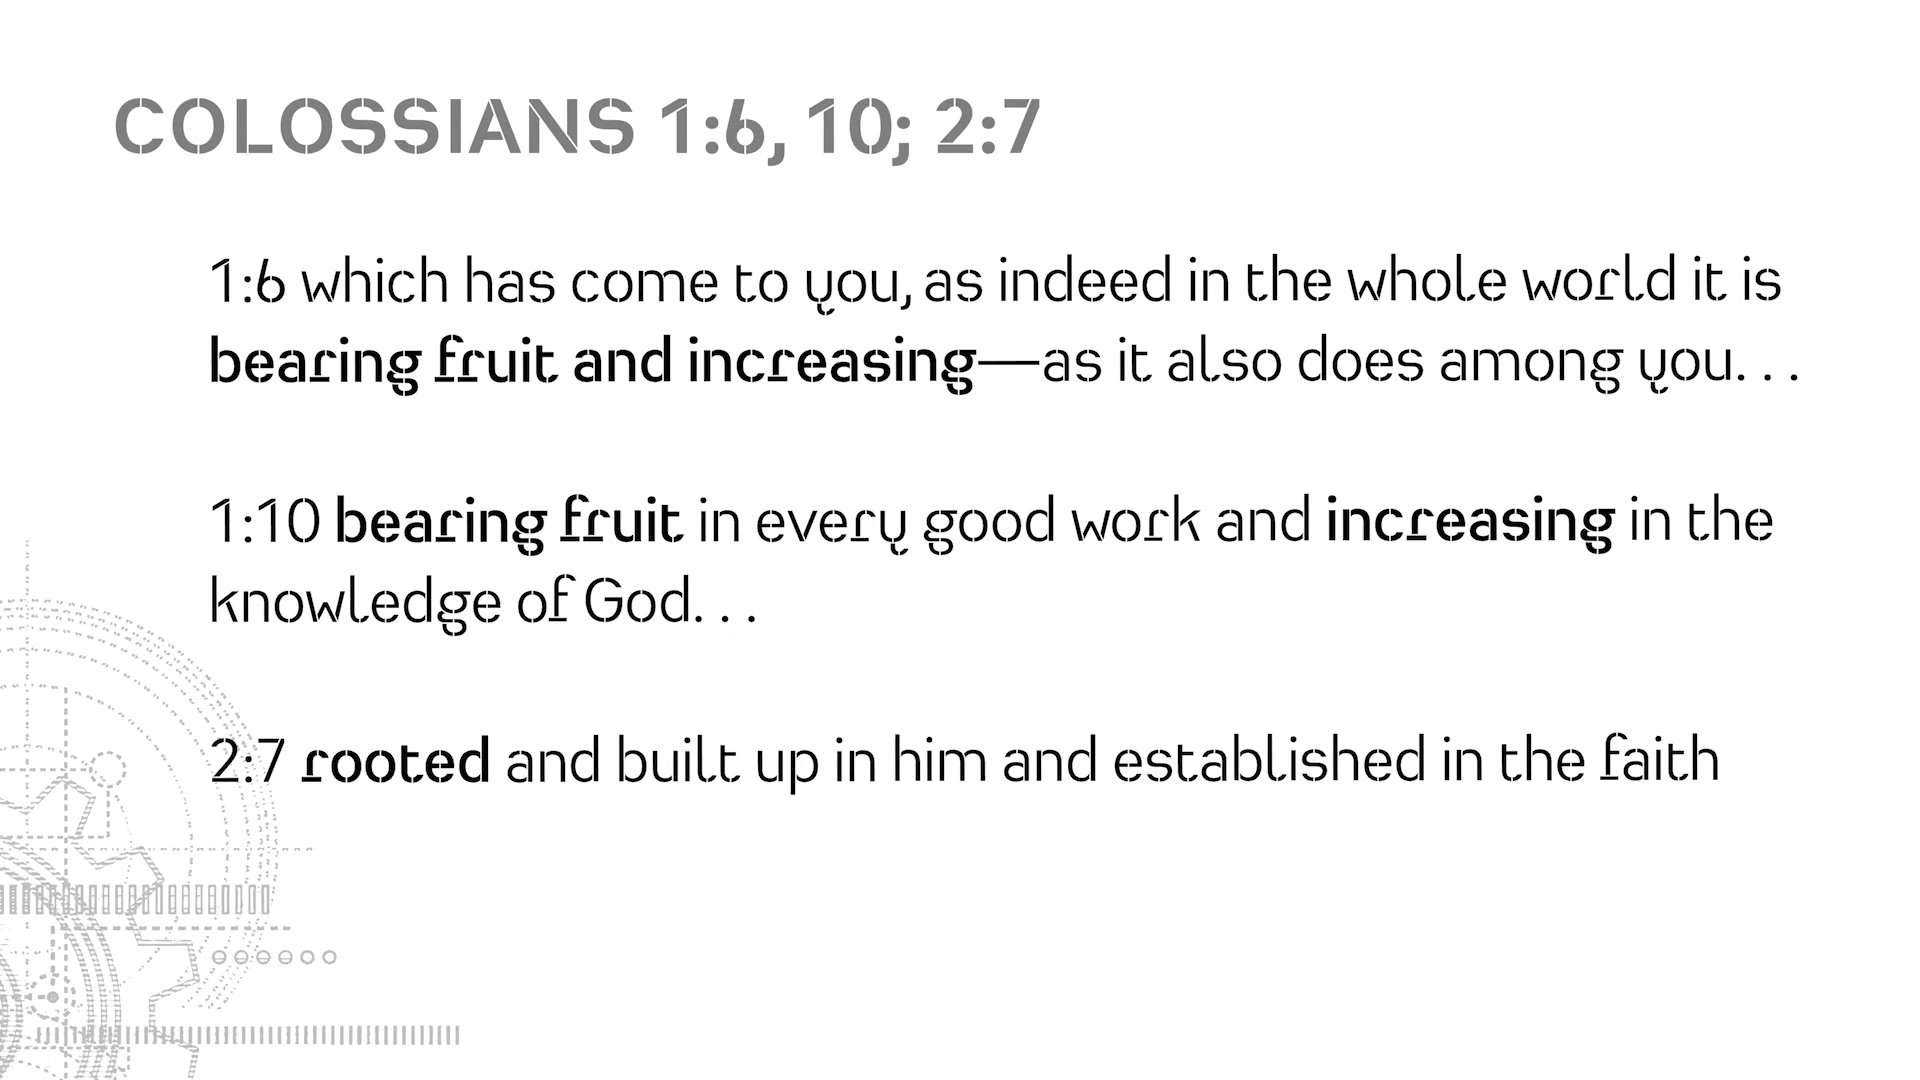 COLOSSIANS 1:6, 10; 2:7
1:6 which has come to you, as indeed in the whole world it is
bearing fruit and increasing—as it also does among you. . .
1:10 bearing fruit in every good work and increasing in the
knowledge of God. . .
2:7 rooted and built up in him and established in the faith